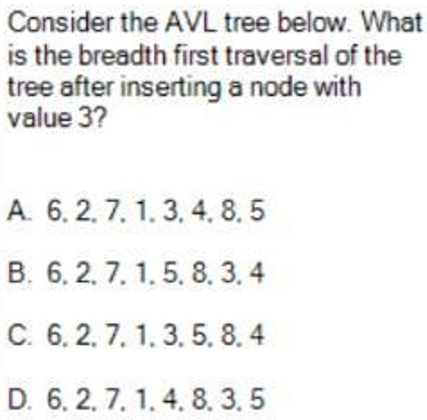 Consider the AVL tree below. What
is the breadth first traversal of the
tree after inserting a node with
value 3?
A. 6, 2, 7, 1, 3, 4, 8, 5
B. 6, 2, 7, 1, 5, 8, 3, 4
C. 6, 2, 7, 1, 3, 5, 8, 4
D. 6, 2, 7, 1, 4, 8, 3, 5